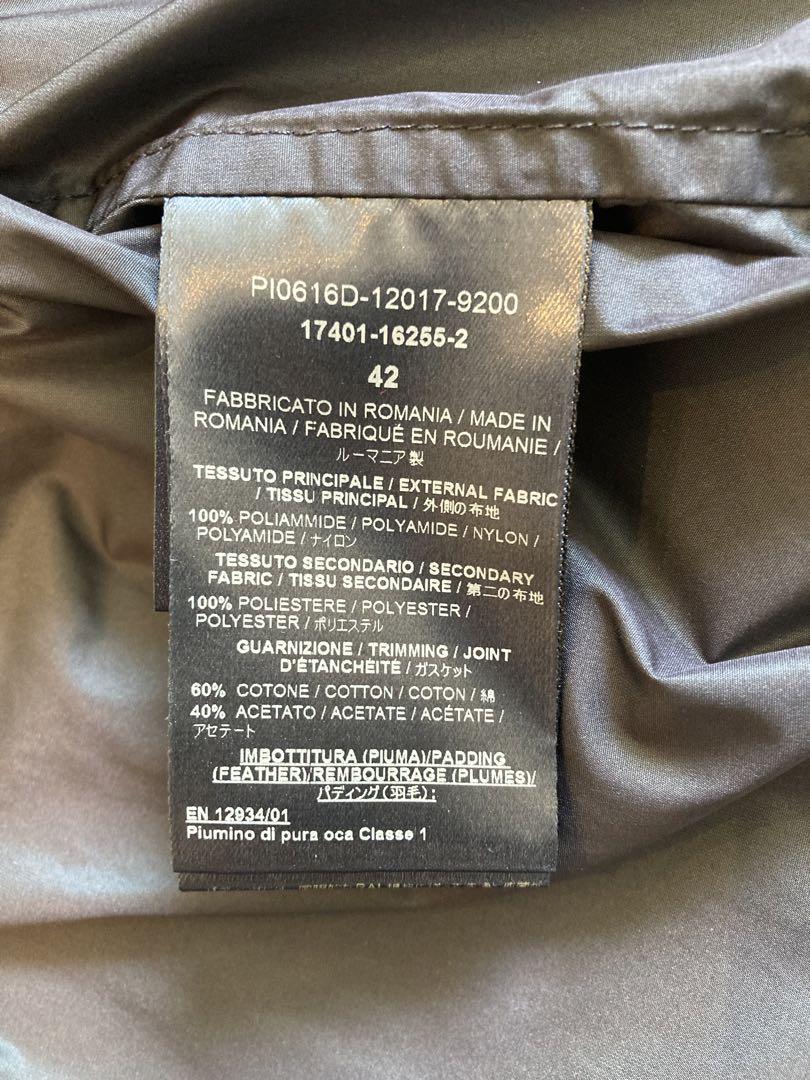 PI0616D-12017-9200
17401-16255-2
42
FABBRICATO IN ROMANIA / MADE IN
ROMANIA / FABRIQUÉ EN ROUMANIE /
ルーマニア製
TESSUTO PRINCIPALE / EXTERNAL FABRIC
/ TISSU PRINCIPAL / 外側の布地
100% POLIAMMIDE / POLYAMIDE / NYLON /
POLYAMIDE / ナイロン
TESSUTO SECONDARIO / SECONDARY
FABRIC / TISSU SECONDAIRE / 第二の布地
100% POLIESTERE / POLYESTER /
POLYESTER / ポリエステル
GUARNIZIONE / TRIMMING / JOINT
D'ÉTANCHÉITÉ / ガスケット
60% COTONE / COTTON / COTON / 綿
40% ACETATO / ACETATE / ACÉTATE /
アセテート
IMBOTTITURA (PIUMA)/PADDING
(FEATHER)/REMBOURRAGE (PLUMES)/
パディング(羽毛):
EN 12934/01
Piumino di pura oca Classe 1